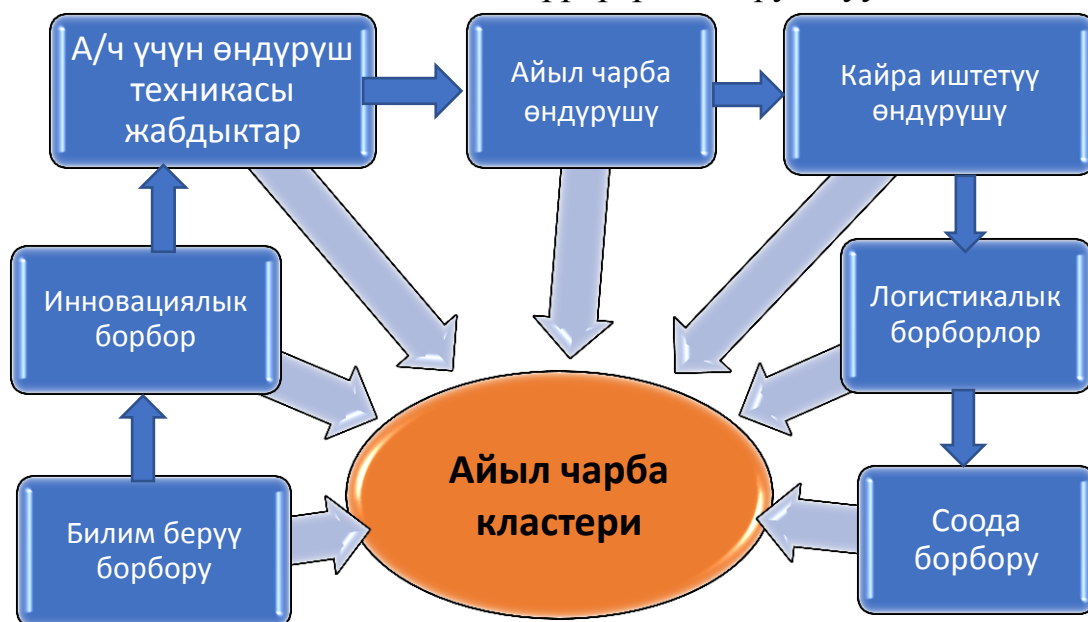 А/ч үчүн өндүрүш
техникасы
жабдыктар
Айыл чарба
өндүрүшү
Кайра иштетүү
өндүрүшү
Инновациялык
борбор
Логистикалык
борборлор
Айыл чарба
кластери
Билим берүү
борбору
Соода
борбору